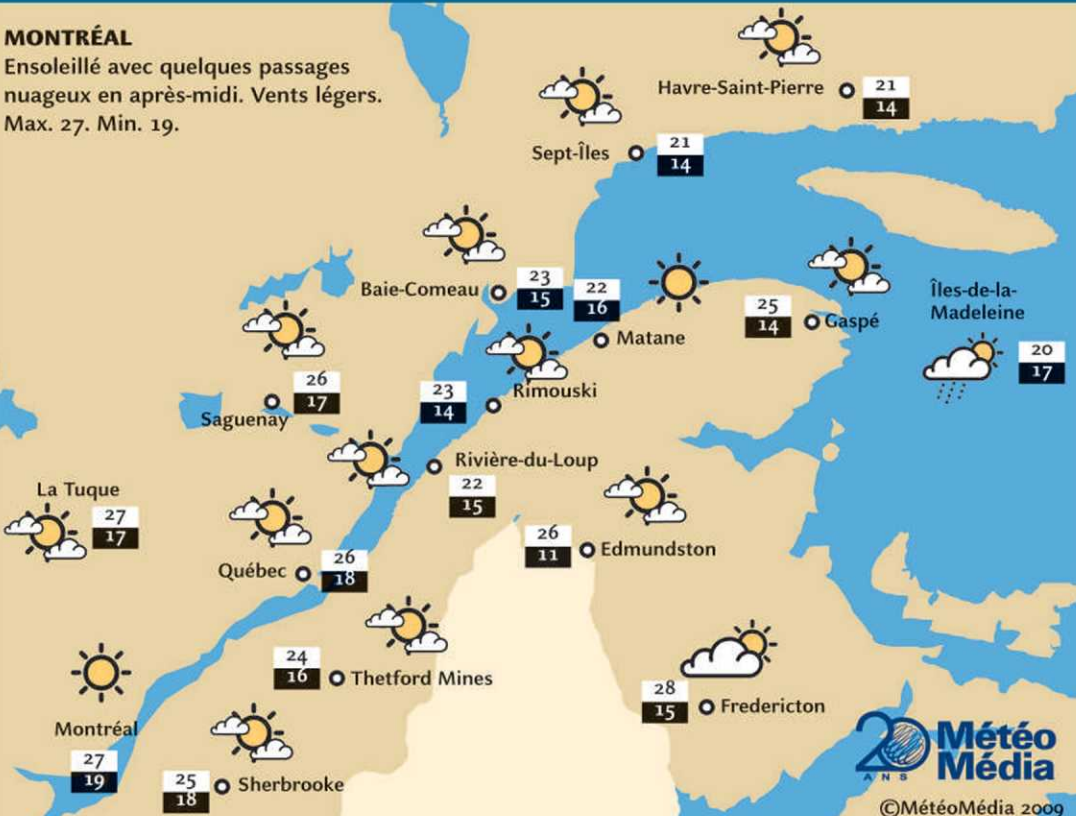 MONTRÉAL
Ensoleillé avec quelques passages
nuageux en après-midi. Vents légers.
Max. 27. Min. 19.
Havre-Saint-Pierre
21
14
Sept-Îles
21
14
Baie-Comeau
23
15
22
16
Matane
25
14
Gaspé
Îles-de-la-
Madeleine
20
17
Saguenay
26
17
23
14
Rimouski
Rivière-du-Loup
22
15
La Tuque
27
17
Québec
26
18
26
11
Edmundston
24
16
Thetford Mines
28
15
Fredericton
Montréal
27
19
25
18
Sherbrooke
20
ANS
Météo
Média
©MétéoMédia 2009